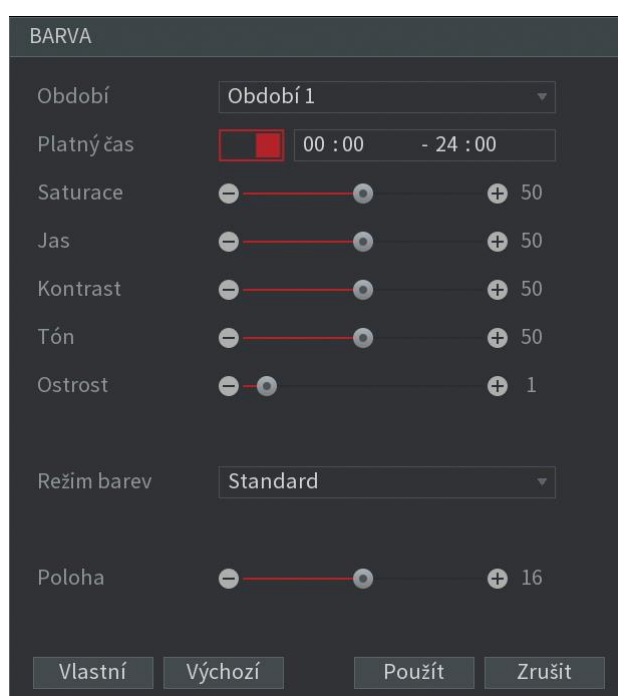 BARVA
Období Období 1
Platný čas 00 : 00 - 24 : 00
Saturace 50
Jas 50
Kontrast 50
Tón 50
Ostrost 1
Režim barev Standard
Poloha 16
Vlastní Výchozí Použít Zrušit